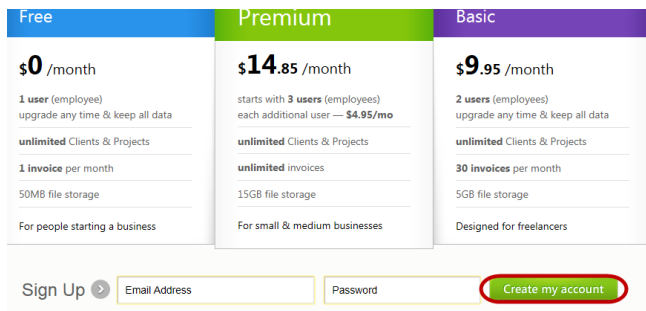 Free
$0 /month
1 user (employee)
upgrade any time & keep all data
unlimited Clients & Projects
1 invoice per month
50MB file storage
For people starting a business
Premium
$14.85 /month
starts with 3 users (employees)
each additional user — $4.95/mo
unlimited Clients & Projects
unlimited invoices
15GB file storage
For small & medium businesses
Basic
$9.95 /month
2 users (employees)
upgrade any time & keep all data
unlimited Clients & Projects
30 invoices per month
5GB file storage
Designed for freelancers
Sign Up Email Address Password Create my account